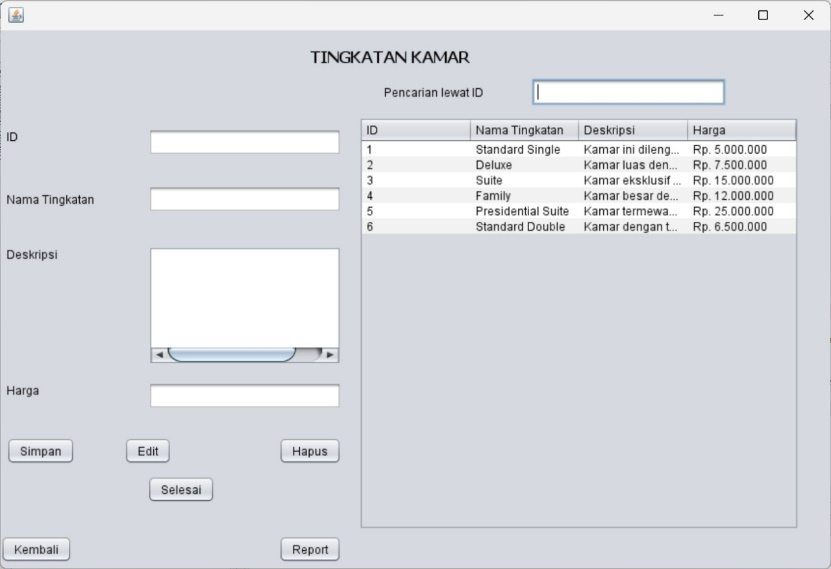 TINGKATAN KAMAR
Pencarian lewat ID
ID
Nama Tingkatan
Deskripsi
Harga
Simpan Edit Hapus
Selesai
Kembali Report
ID Nama Tingkatan Deskripsi Harga
1 Standard Single Kamar ini dileng... Rp. 5.000.000
2 Deluxe Kamar luas den... Rp. 7.500.000
3 Suite Kamar eksklusif ... Rp. 15.000.000
4 Family Kamar besar de... Rp. 12.000.000
5 Presidential Suite Kamar termewa... Rp. 25.000.000
6 Standard Double Kamar dengan t... Rp. 6.500.000